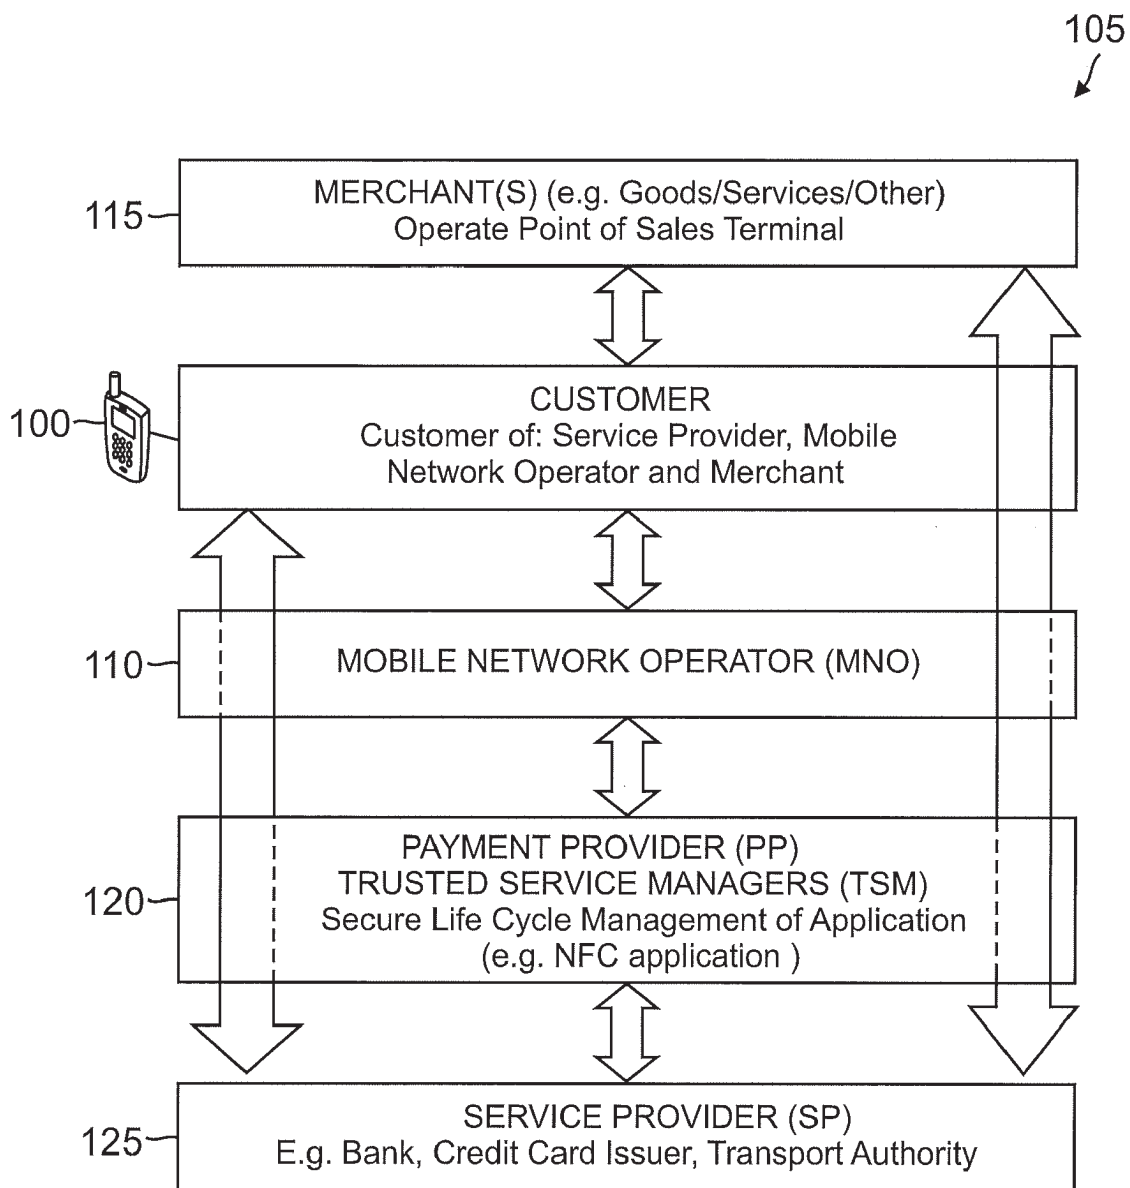 105
115
MERCHANT(S) (e.g. Goods/Services/Other)
Operate Point of Sales Terminal
100
CUSTOMER
Customer of: Service Provider, Mobile
Network Operator and Merchant
110
MOBILE NETWORK OPERATOR (MNO)
120
PAYMENT PROVIDER (PP)
TRUSTED SERVICE MANAGERS (TSM)
Secure Life Cycle Management of Application
(e.g. NFC application )
125
SERVICE PROVIDER (SP)
E.g. Bank, Credit Card Issuer, Transport Authority